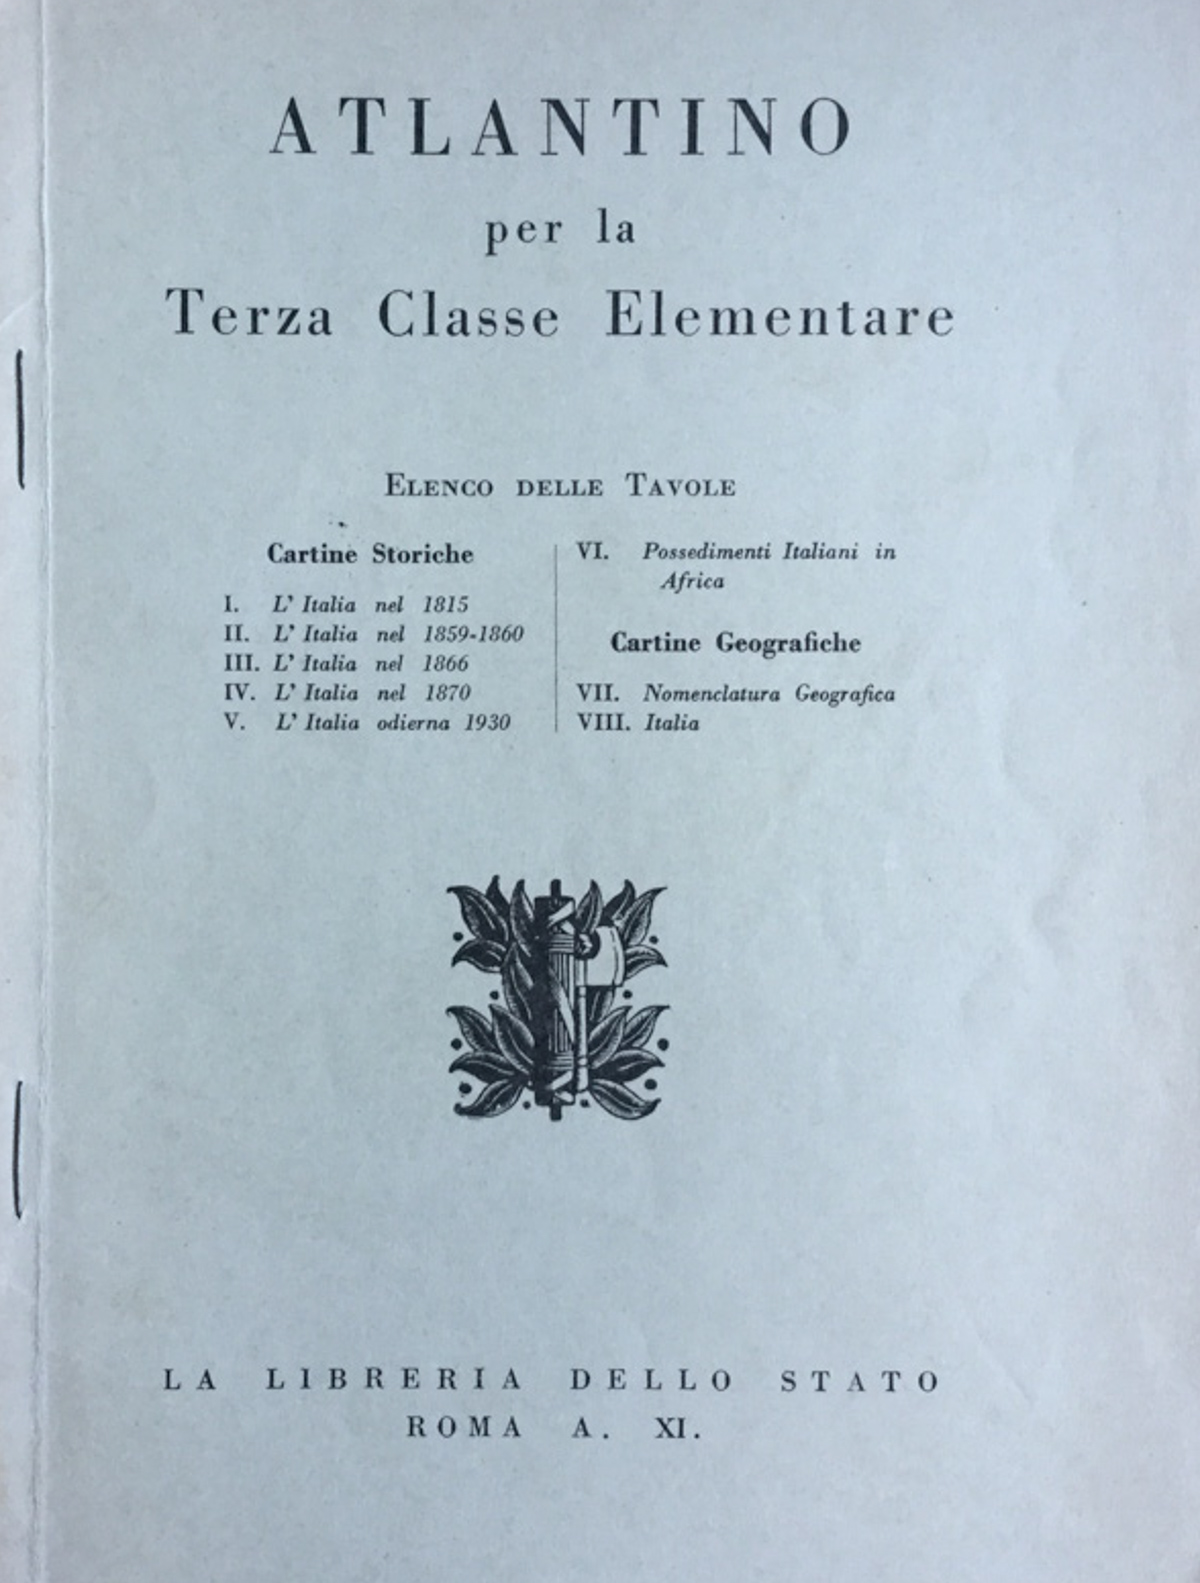 ATLANTINO
per la
Terza Classe Elementare
ELENCO DELLE TAVOLE
Cartine Storiche
I. L' Italia nel 1815
II. L' Italia nel 1859-1860
III. L' Italia nel 1866
IV. L' Italia nel 1870
V. L' Italia odierna 1930
VI. Possedimenti Italiani in
Africa
Cartine Geografiche
VII. Nomenclatura Geografica
VIII. Italia
LA LIBRERIA DELLO STATO
ROMA A. XI.